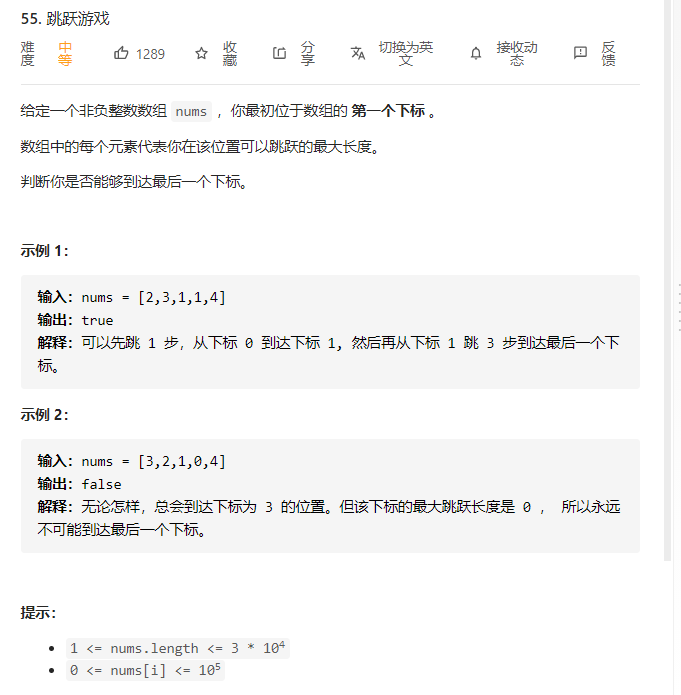 55. 跳跃游戏
难度 中等 1289 收藏 分享 切换为英文 接收动态 反馈
给定一个非负整数数组 nums ，你最初位于数组的 第一个下标 。
数组中的每个元素代表你在该位置可以跳跃的最大长度。
判断你是否能够到达最后一个下标。
示例 1：
输入：nums = [2,3,1,1,4]
输出：true
解释：可以先跳 1 步，从下标 0 到达下标 1, 然后再从下标 1 跳 3 步到达最后一个下
标。
示例 2：
输入：nums = [3,2,1,0,4]
输出：false
解释：无论怎样，总会到达下标为 3 的位置。但该下标的最大跳跃长度是 0 ， 所以永远
不可能到达最后一个下标。
提示：
• 1 <= nums.length <= 3 * 10⁴
• 0 <= nums[i] <= 10⁵